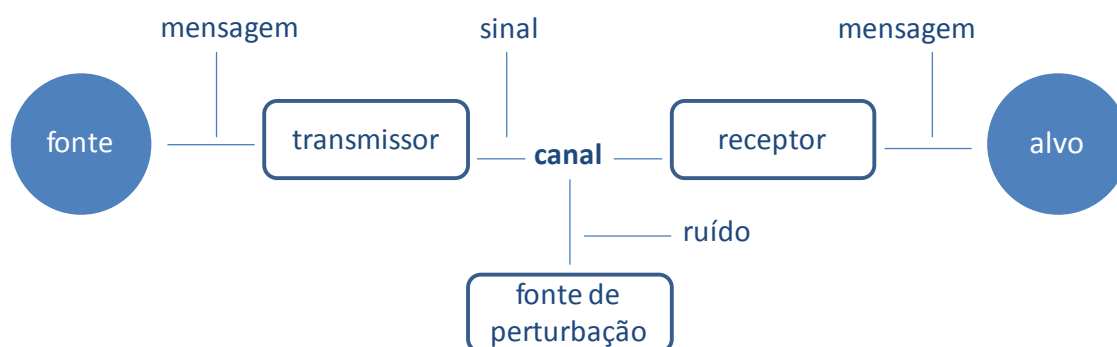 mensagem
sinal
mensagem
fonte
transmissor
canal
receptor
alvo
ruído
fonte de
perturbação